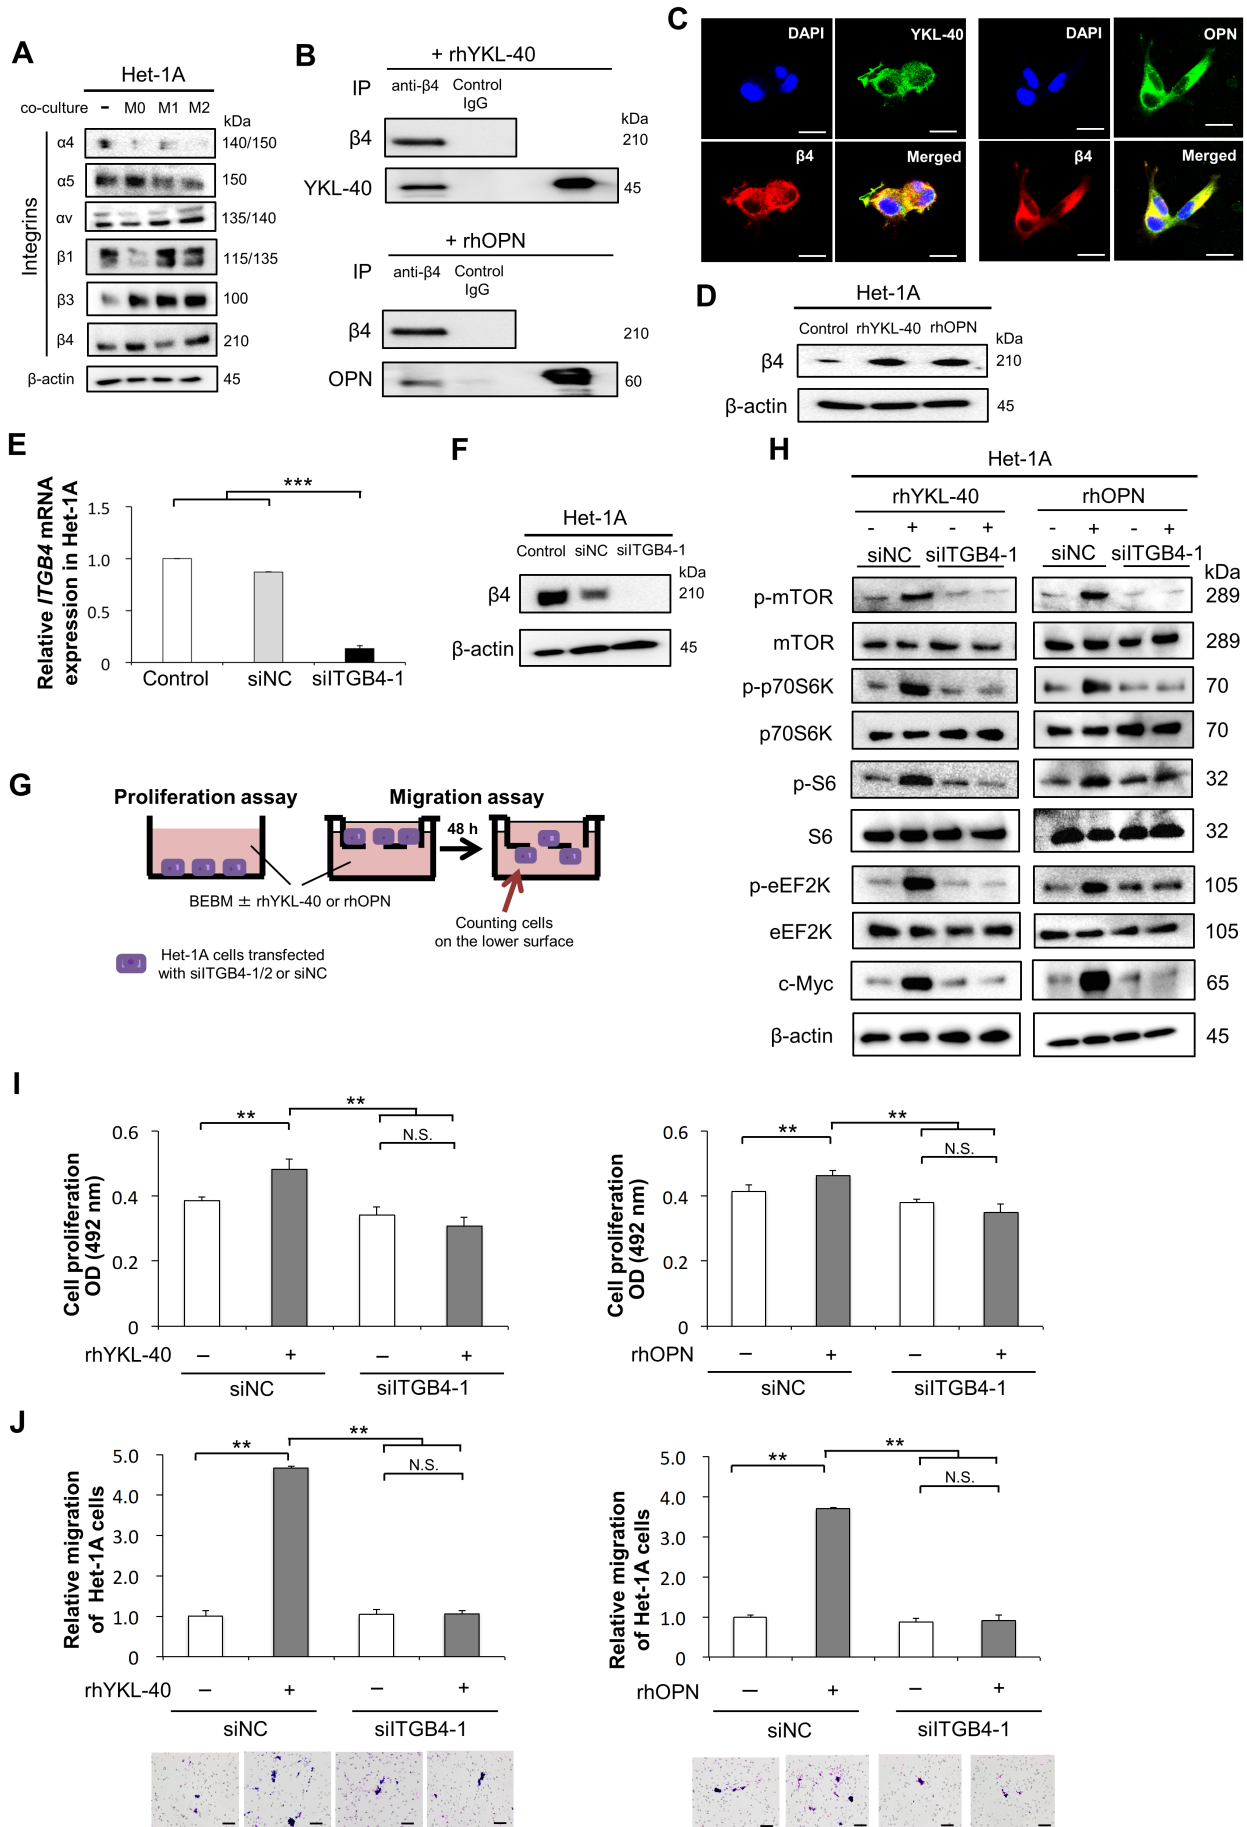 A
Het-1A
co-culture – M0 M1 M2
kDa
Integrins
α4 140/150
α5 150
αv 135/140
β1 115/135
β3 100
β4 210
β-actin 45
B
+ rhYKL-40
IP anti-β4 Control IgG
kDa
β4 210
YKL-40 45
+ rhOPN
IP anti-β4 Control IgG
β4 210
OPN 60
C
DAPI YKL-40 DAPI OPN
β4 Merged β4 Merged
D
Het-1A
Control rhYKL-40 rhOPN
kDa
β4 210
β-actin 45
E
Relative ITGB4 mRNA
expression in Het-1A
***
1.5
1.0
0.5
0
Control siNC siITGB4-1
F
Het-1A
Control siNC siITGB4-1
kDa
β4 210
β-actin 45
G
Proliferation assay Migration assay
48 h
BEBM ± rhYKL-40 or rhOPN
Counting cells
on the lower surface
Het-1A cells transfected
with siITGB4-1/2 or siNC
H
Het-1A
rhYKL-40 rhOPN
- + - + - + - +
siNC siITGB4-1 siNC siITGB4-1
kDa
p-mTOR 289
mTOR 289
p-p70S6K 70
p70S6K 70
p-S6 32
S6 32
p-eEF2K 105
eEF2K 105
c-Myc 65
β-actin 45
I
Cell proliferation
OD (492 nm)
0.6
0.4
0.2
0
** **
N.S.
rhYKL-40 – + – +
siNC siITGB4-1
Cell proliferation
OD (492 nm)
0.6
0.4
0.2
0
** **
N.S.
rhOPN – + – +
siNC siITGB4-1
J
Relative migration
of Het-1A cells
5.0
4.0
3.0
2.0
1.0
0
** **
N.S.
rhYKL-40 – + – +
siNC siITGB4-1
Relative migration
of Het-1A cells
5.0
4.0
3.0
2.0
1.0
0
** **
N.S.
rhOPN – + – +
siNC siITGB4-1